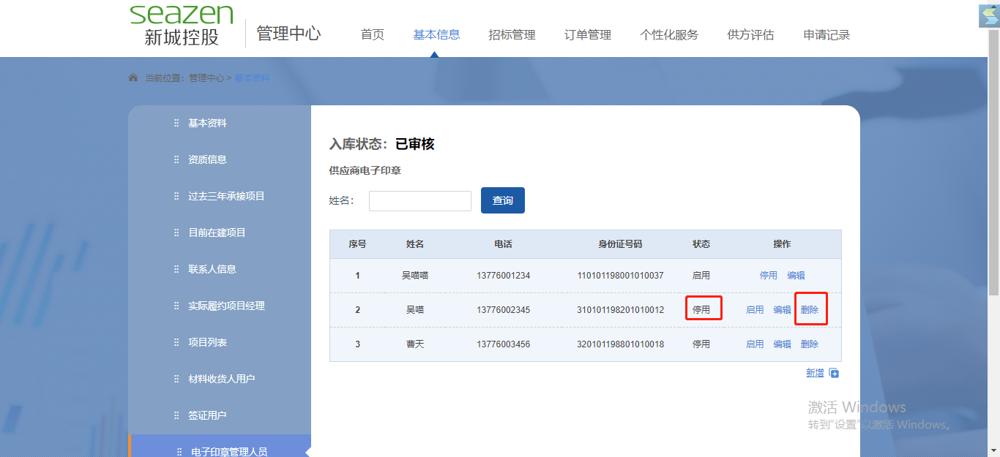 seazen
新城控股
管理中心 首页 基本信息 招标管理 订单管理 个性化服务 供方评估 申请记录
当前位置：管理中心 > 基本资料
基本资料
资质信息
过去三年承接项目
目前在建项目
联系人信息
实际履约项目经理
项目列表
材料收货人用户
签证用户
电子印章管理人员
入库状态：已审核
供应商电子印章
姓名： 查询
序号 姓名 电话 身份证号码 状态 操作
1 吴喵喵 13776001234 110101198001010037 启用 停用 编辑
2 吴喵 13776002345 310101198201010012 停用 启用 编辑 删除
3 曹天 13776003456 320101198801010018 停用 启用 编辑 删除
新增
激活 Windows
转到"设置"以激活 Windows。